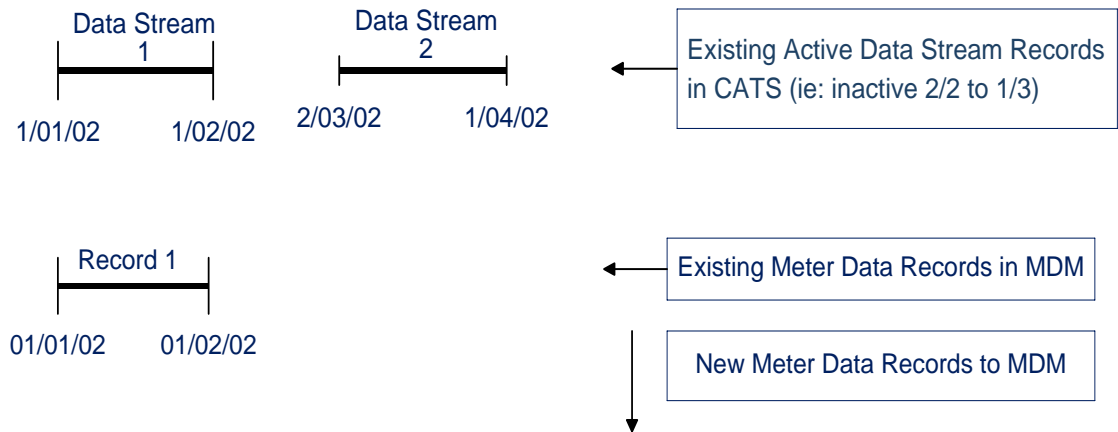 Data Stream
1
Data Stream
2
Existing Active Data Stream Records
in CATS (ie: inactive 2/2 to 1/3)
1/01/02
1/02/02
2/03/02
1/04/02
Record 1
Existing Meter Data Records in MDM
01/01/02
01/02/02
New Meter Data Records to MDM